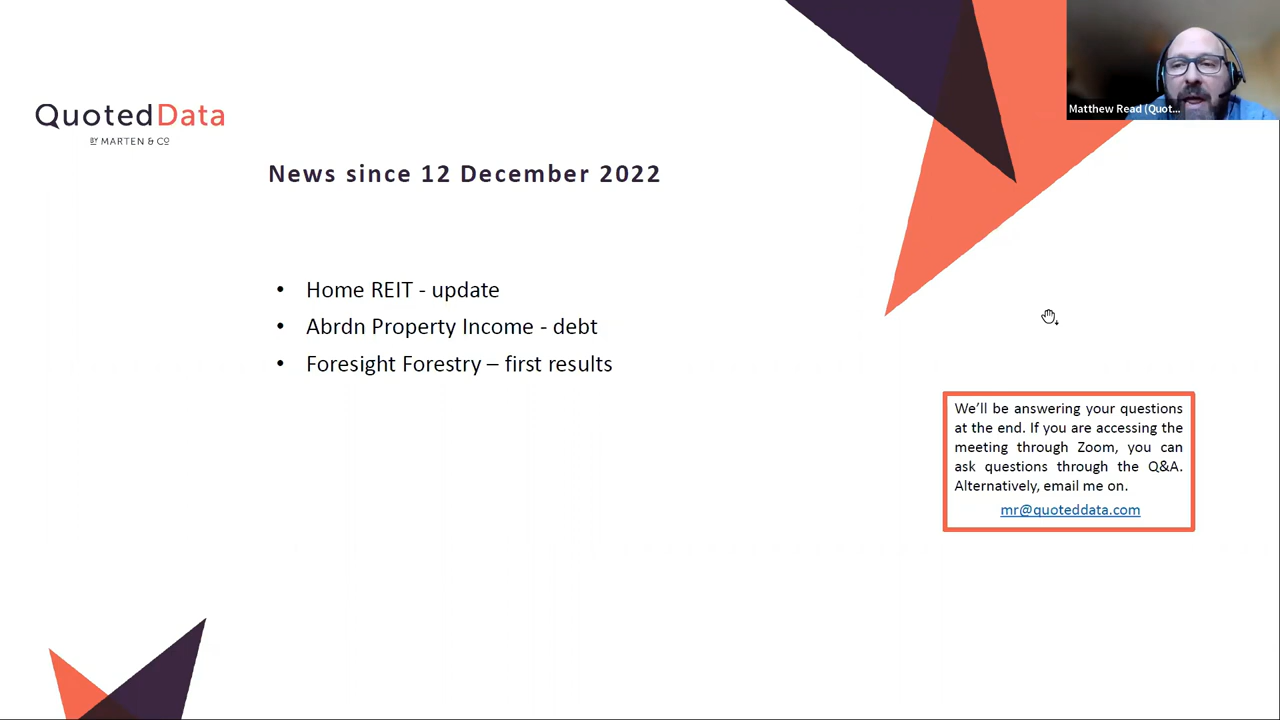 QuotedData
BY MARTEN & CO
Matthew Read (Quot...
News since 12 December 2022
• Home REIT - update
• Abrdn Property Income - debt
• Foresight Forestry – first results
We’ll be answering your questions
at the end. If you are accessing the
meeting through Zoom, you can
ask questions through the Q&A.
Alternatively, email me on.
mr@quoteddata.com